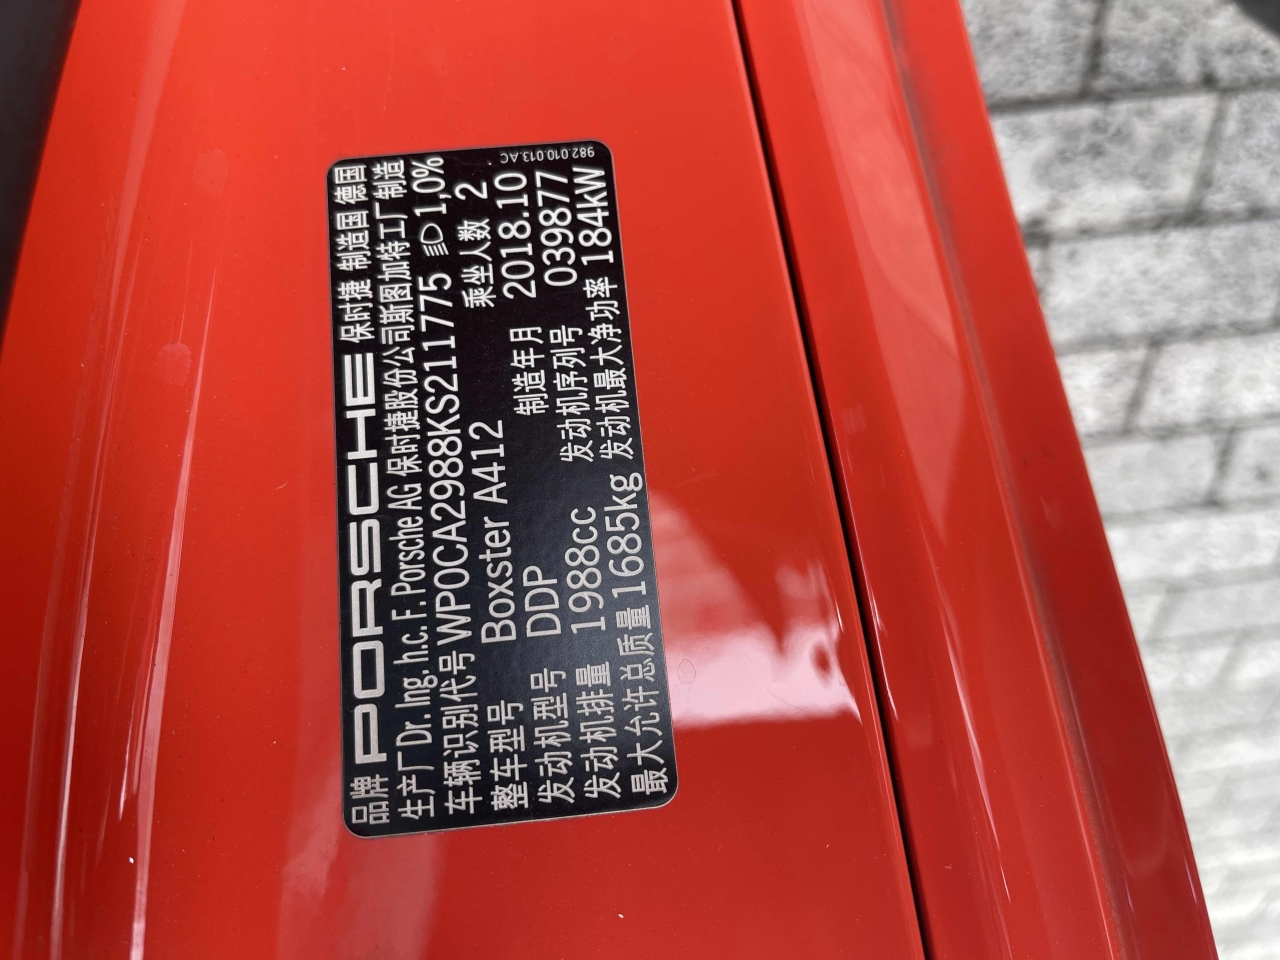 品牌 PORSCHE 保时捷 制造国 德国
生产厂 Dr. Ing. h.c. F. Porsche AG 保时捷股份公司斯图加特工厂制造
车辆识别代号 WP0CA2988KS211775 1,0%
整车型号 Boxster A412 乘坐人数 2
发动机型号 DDP 制造年月 2018.10
发动机排量 1988cc 发动机序列号 039877
最大允许总质量 1685kg 发动机最大净功率 184kW
982.010.013.AC